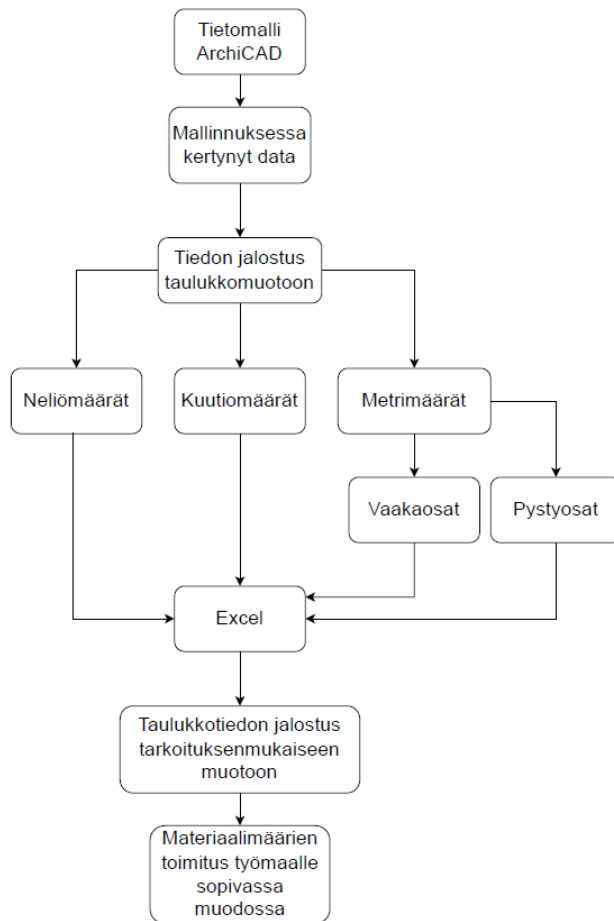 Tietomalli
ArchiCAD
Mallinnuksessa
kertynyt data
Tiedon jalostus
taulukkomuotoon
Neliömäärät
Kuutiomäärät
Metrimäärät
Vaakaosat
Pystyosat
Excel
Taulukkotiedon jalostus
tarkoituksenmukaiseen
muotoon
Materiaalimäärien
toimitus työmaalle
sopivassa
muodossa